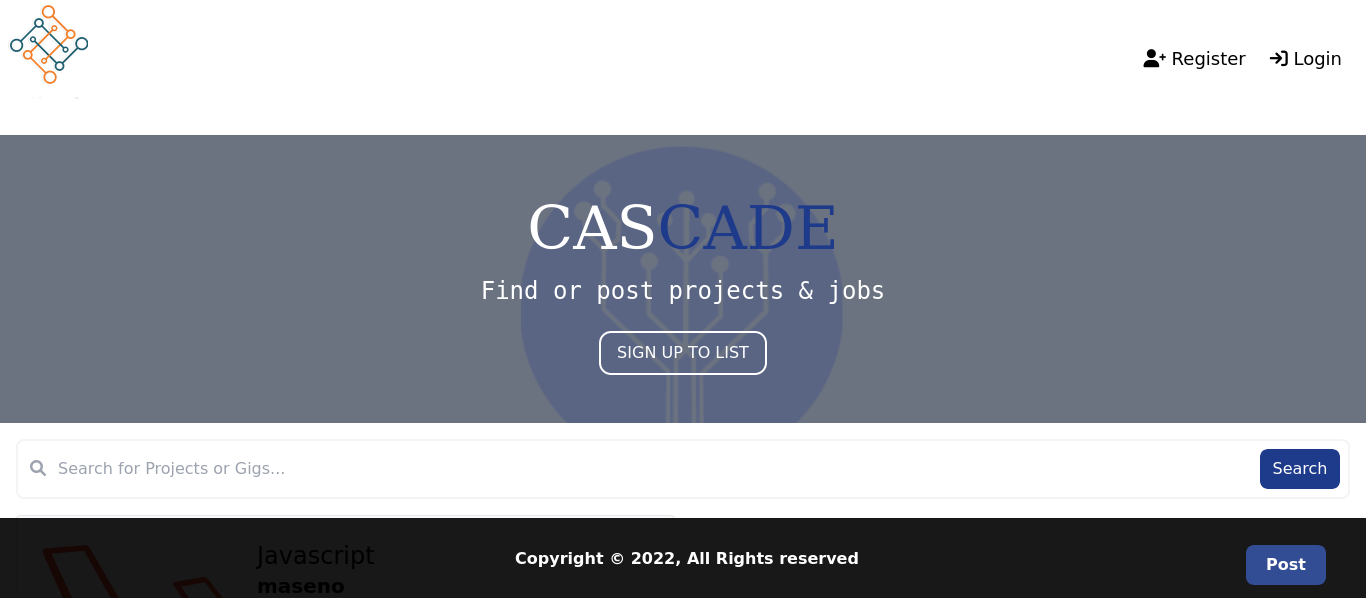 Register
Login
CASCADE
Find or post projects & jobs
SIGN UP TO LIST
Search for Projects or Gigs...
Search
Javascript
maseno
Copyright © 2022, All Rights reserved
Post